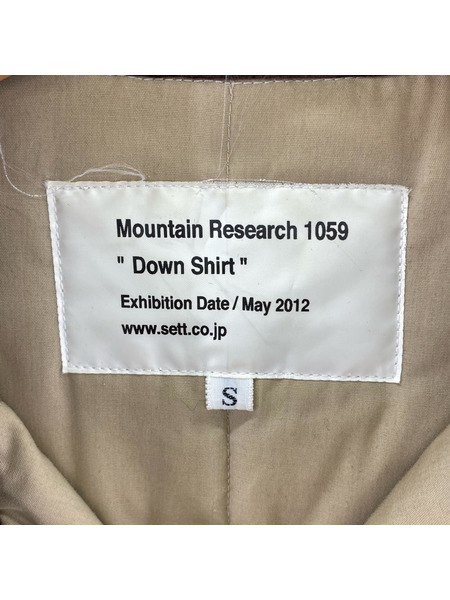 Mountain Research 1059
" Down Shirt "
Exhibition Date / May 2012
www.sett.co.jp
S